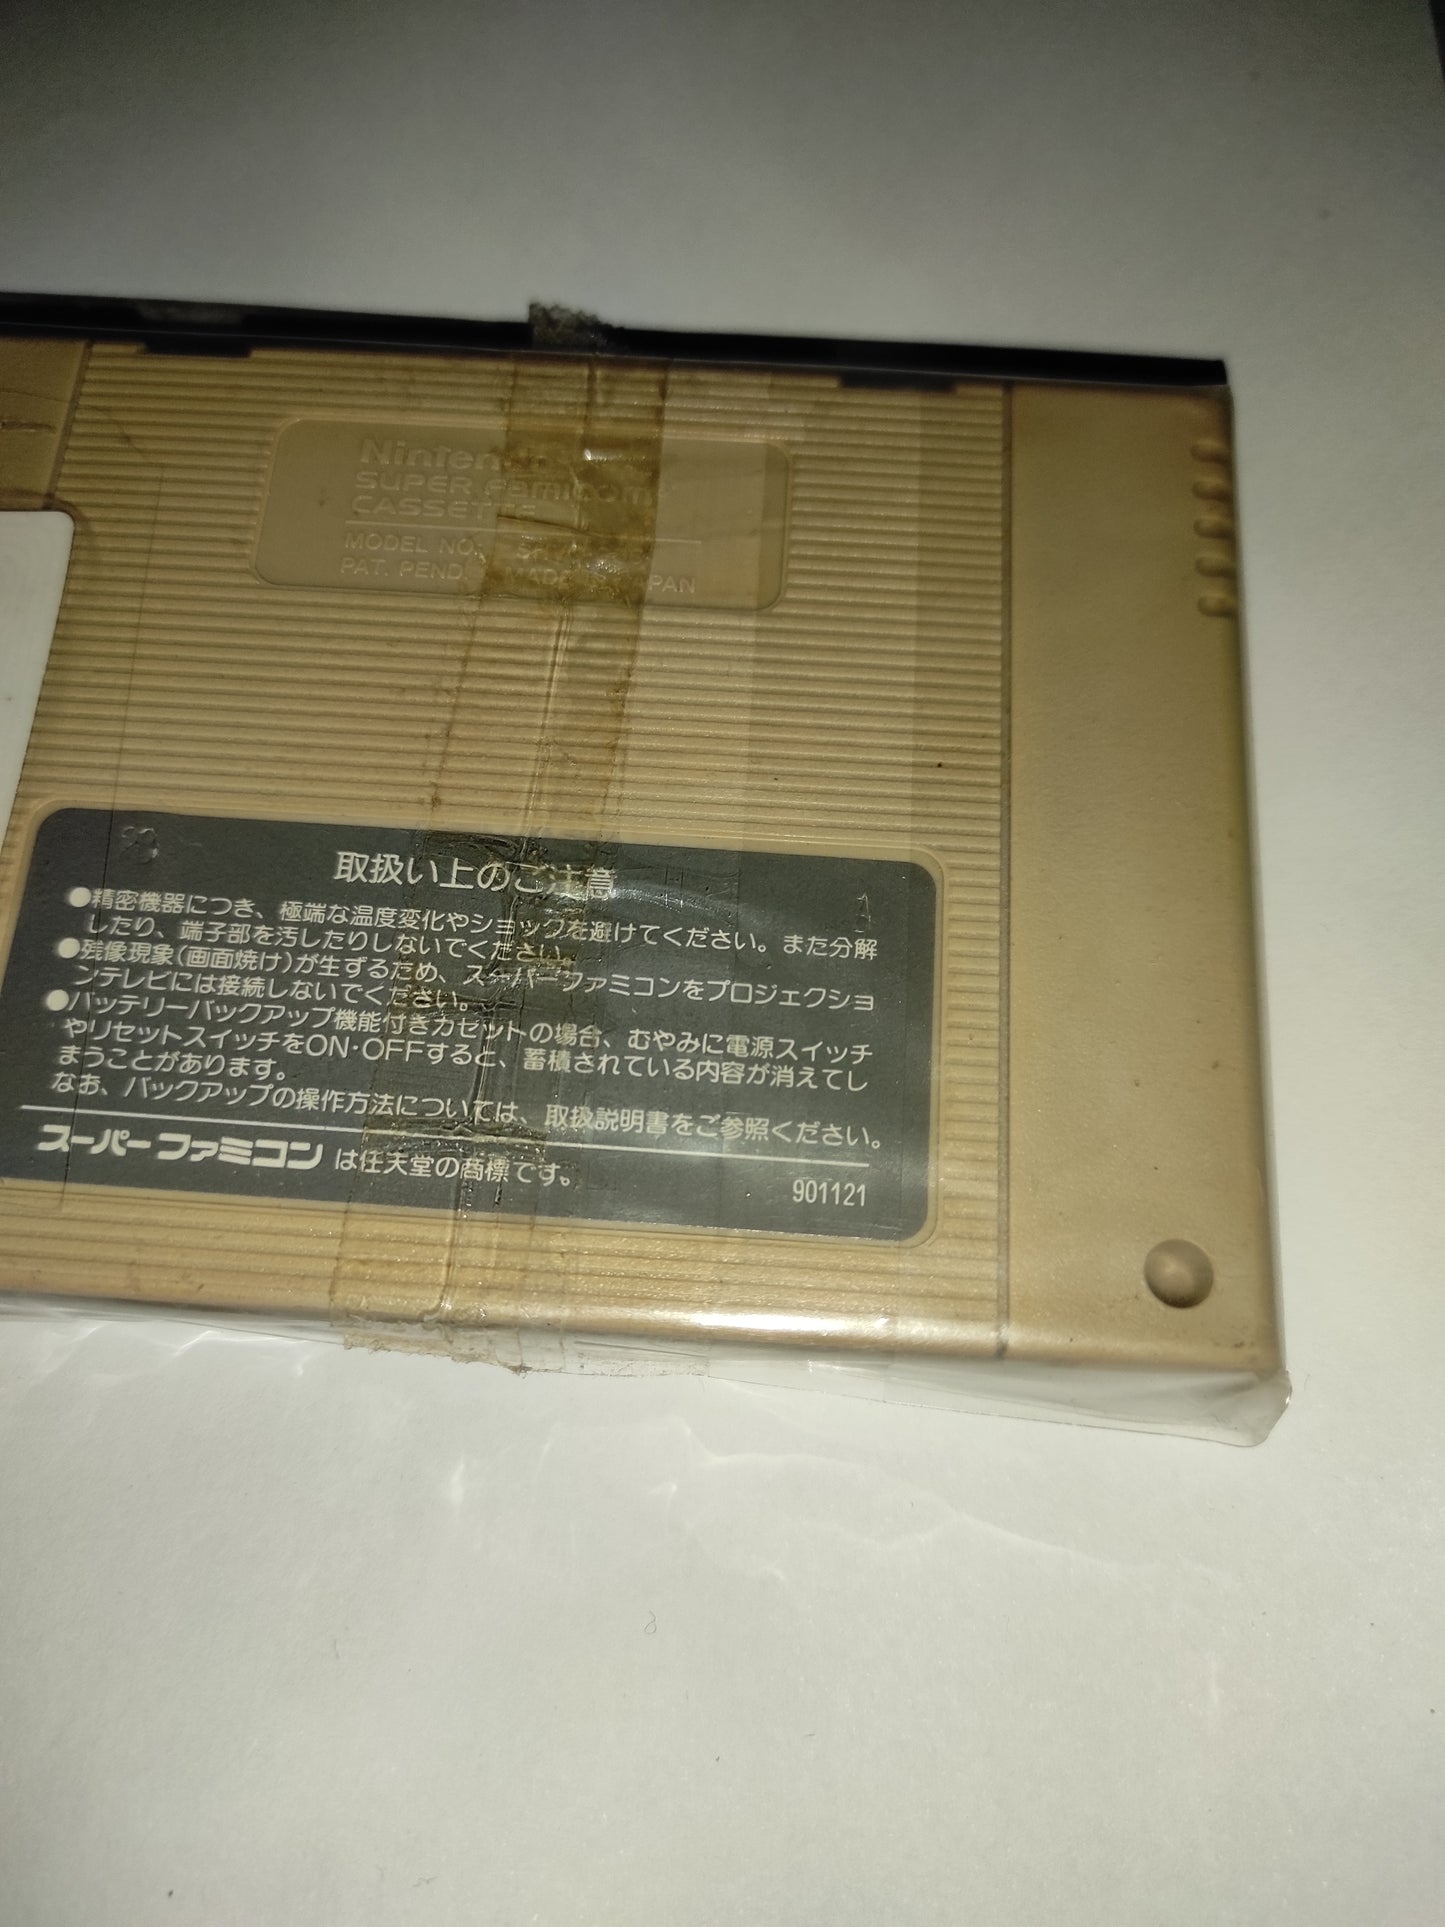 Nintendo
SUPER Famicom
CASSETTE
MODEL NO.
PAT. PEND. MADE IN JAPAN
取扱い上のご注意
●精密機器につき、極端な温度変化やショックを避けてください。また分解
したり、端子部を汚したりしないでください。
●残像現象(画面焼け)が生ずるため、スーパーファミコンをプロジェクショ
ンテレビには接続しないでください。
●バッテリーバックアップ機能付きカセットの場合、むやみに電源スイッチ
やリセットスイッチをON·OFFすると、蓄積されている内容が消えてし
まうことがあります。
なお、バックアップの操作方法については、取扱説明書をご参照ください。
スーパーファミコン は任天堂の商標です。
901121